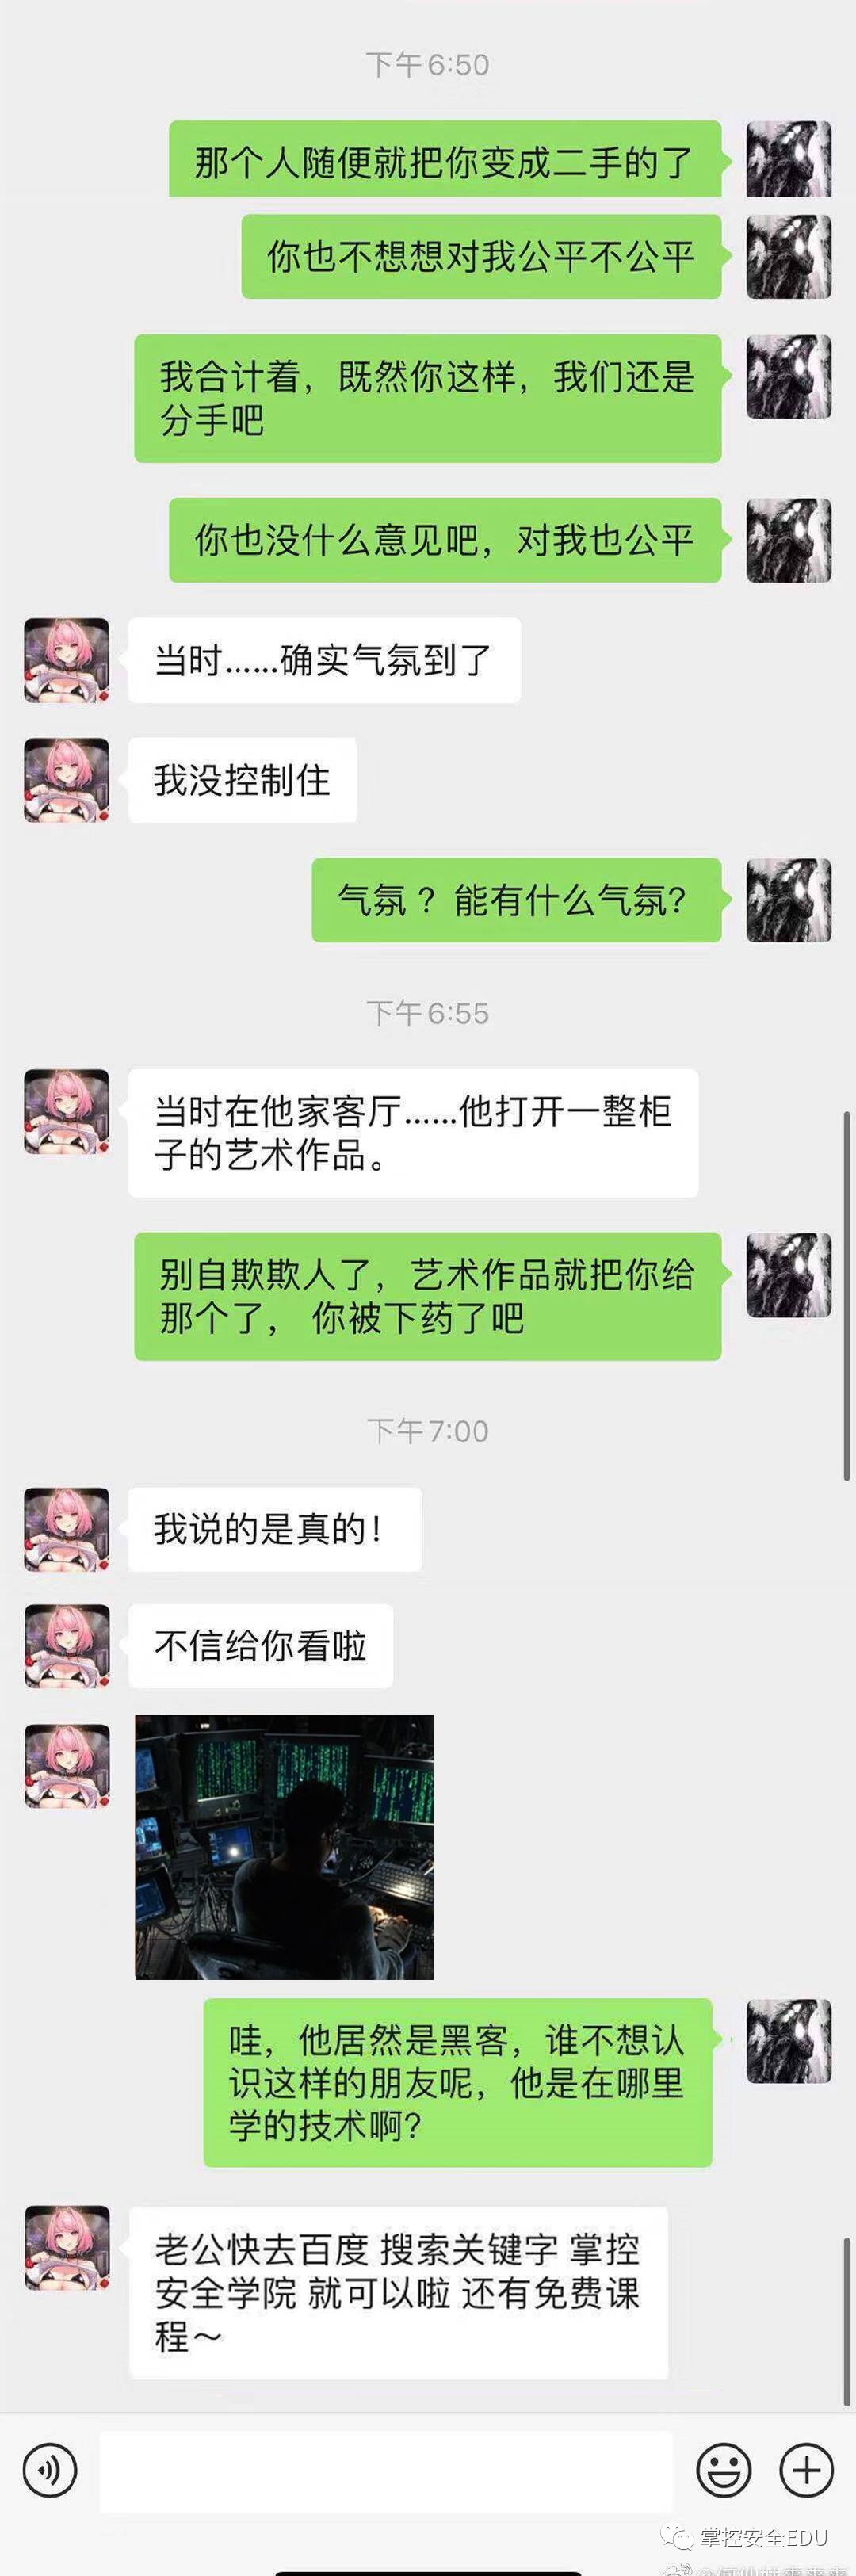 下午6:50
那个人随便就把你变成二手的了
你也不想想对我公平不公平
我合计着，既然你这样，我们还是
分手吧
你也没什么意见吧，对我也公平
当时……确实气氛到了
我没控制住
气氛？能有什么气氛？
下午6:55
当时在他家客厅……他打开一整柜
子的艺术作品。
别自欺欺人了，艺术作品就把你给
那个了， 你被下药了吧
下午7:00
我说的是真的！
不信给你看啦
哇，他居然是黑客，谁不想认
识这样的朋友呢，他是在哪里
学的技术啊？
老公快去百度 搜索关键字 掌控
安全学院 就可以啦 还有免费课
程～
掌控安全EDU